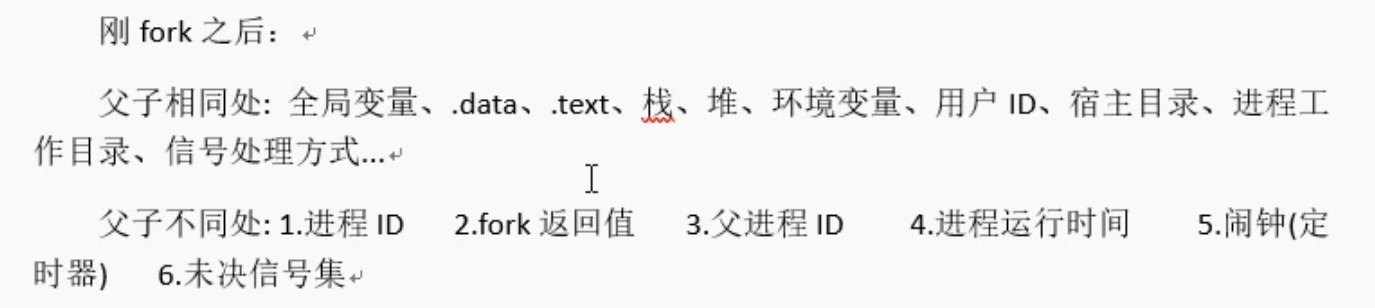 刚 fork 之后：
父子相同处: 全局变量、.data、.text、栈、堆、环境变量、用户 ID、宿主目录、进程工
作目录、信号处理方式...
父子不同处: 1.进程 ID 2.fork 返回值 3.父进程 ID 4.进程运行时间 5.闹钟(定
时器) 6.未决信号集